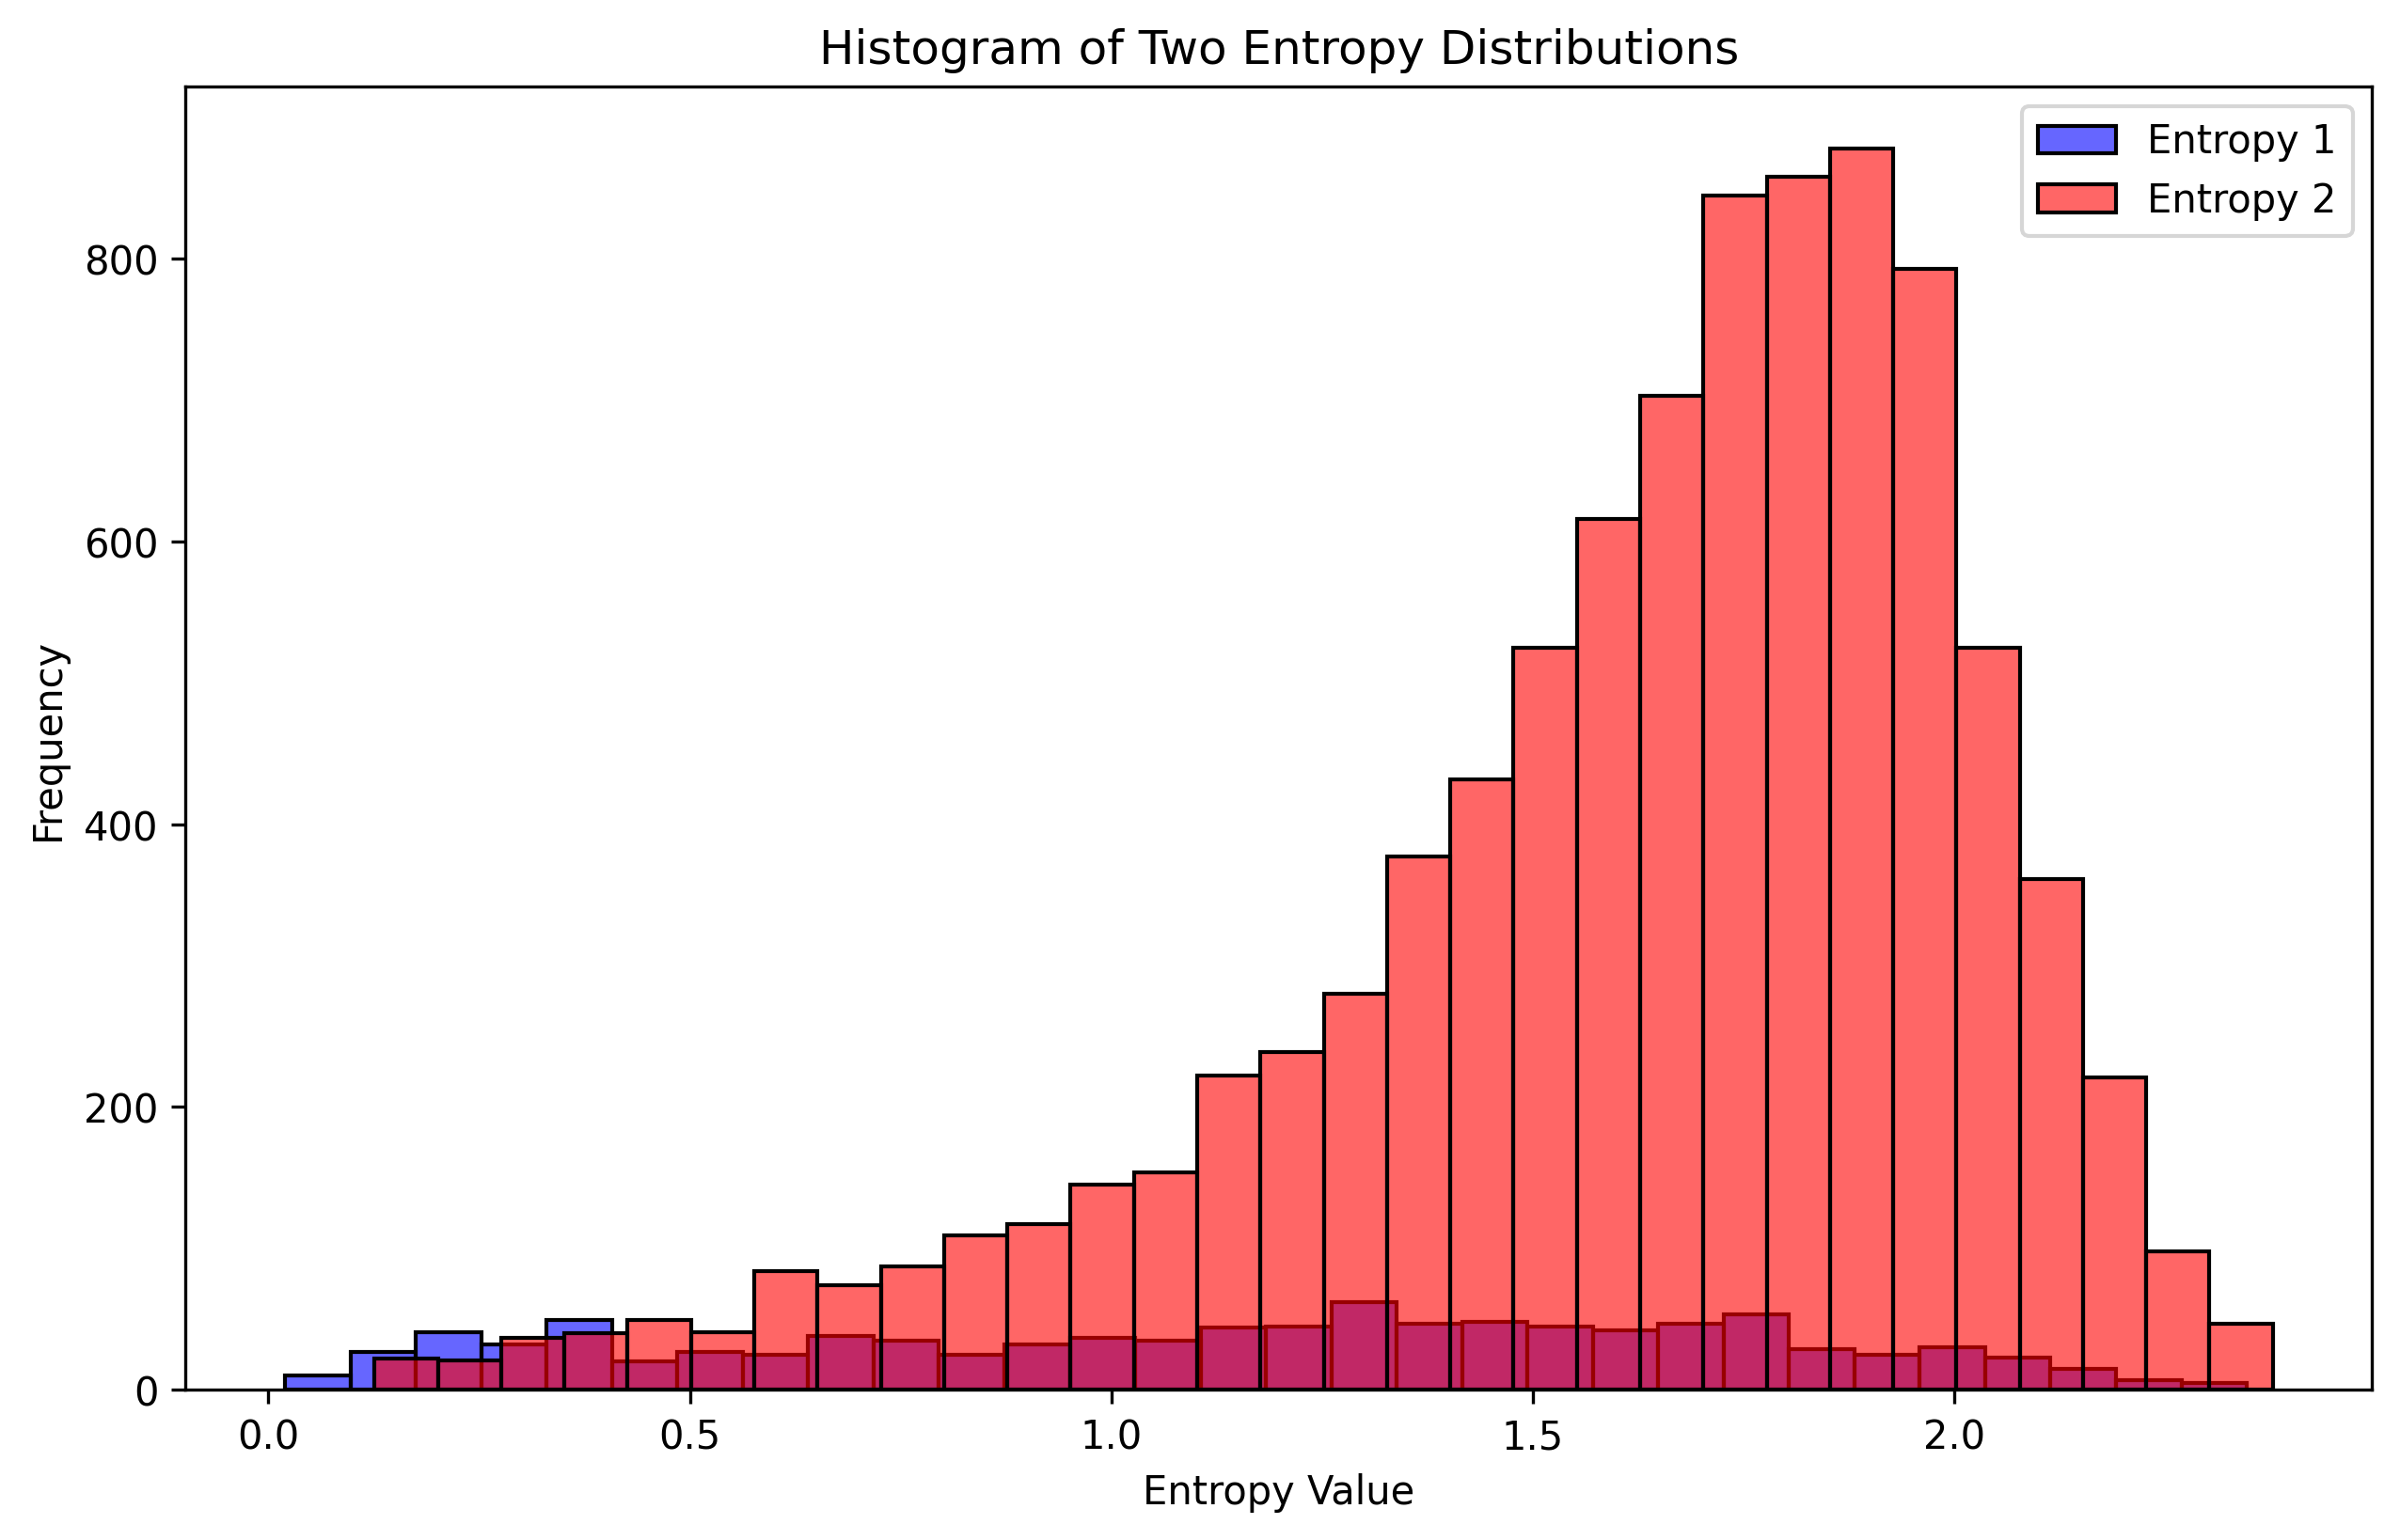 Histogram of Two Entropy Distributions
Entropy 1
Entropy 2
Frequency
800
600
400
200
0
0.0 0.5 1.0 1.5 2.0
Entropy Value